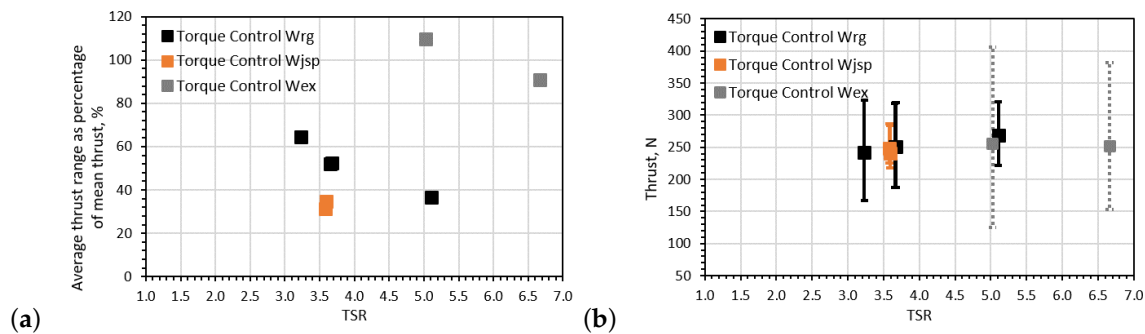 Average thrust range as percentage
of mean thrust, %
120
100
80
60
40
20
0
Torque Control Wrg
Torque Control Wjsp
Torque Control Wex
1.0 1.5 2.0 2.5 3.0 3.5 4.0 4.5 5.0 5.5 6.0 6.5 7.0
TSR
(a)
Thrust, N
450
400
350
300
250
200
150
100
50
Torque Control Wrg
Torque Control Wjsp
Torque Control Wex
1.0 1.5 2.0 2.5 3.0 3.5 4.0 4.5 5.0 5.5 6.0 6.5 7.0
TSR
(b)